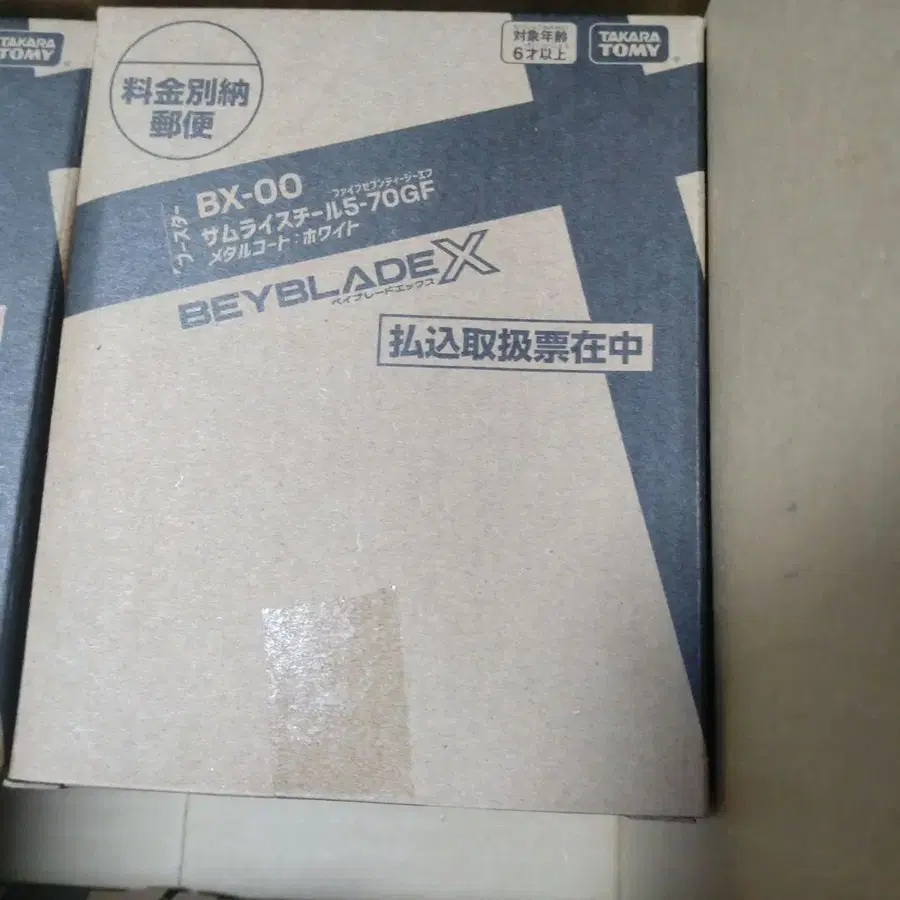 TAKARA
TOMY
料金別納
郵便
対象年齢
6才以上
TAKARA
TOMY
ブースター
BX-00
ファイブセブンティージーエフ
サムライスチール5-70GF
メタルコート:ホワイト
BEYBLADE X
ベイブレードエックス
払込取扱票在中